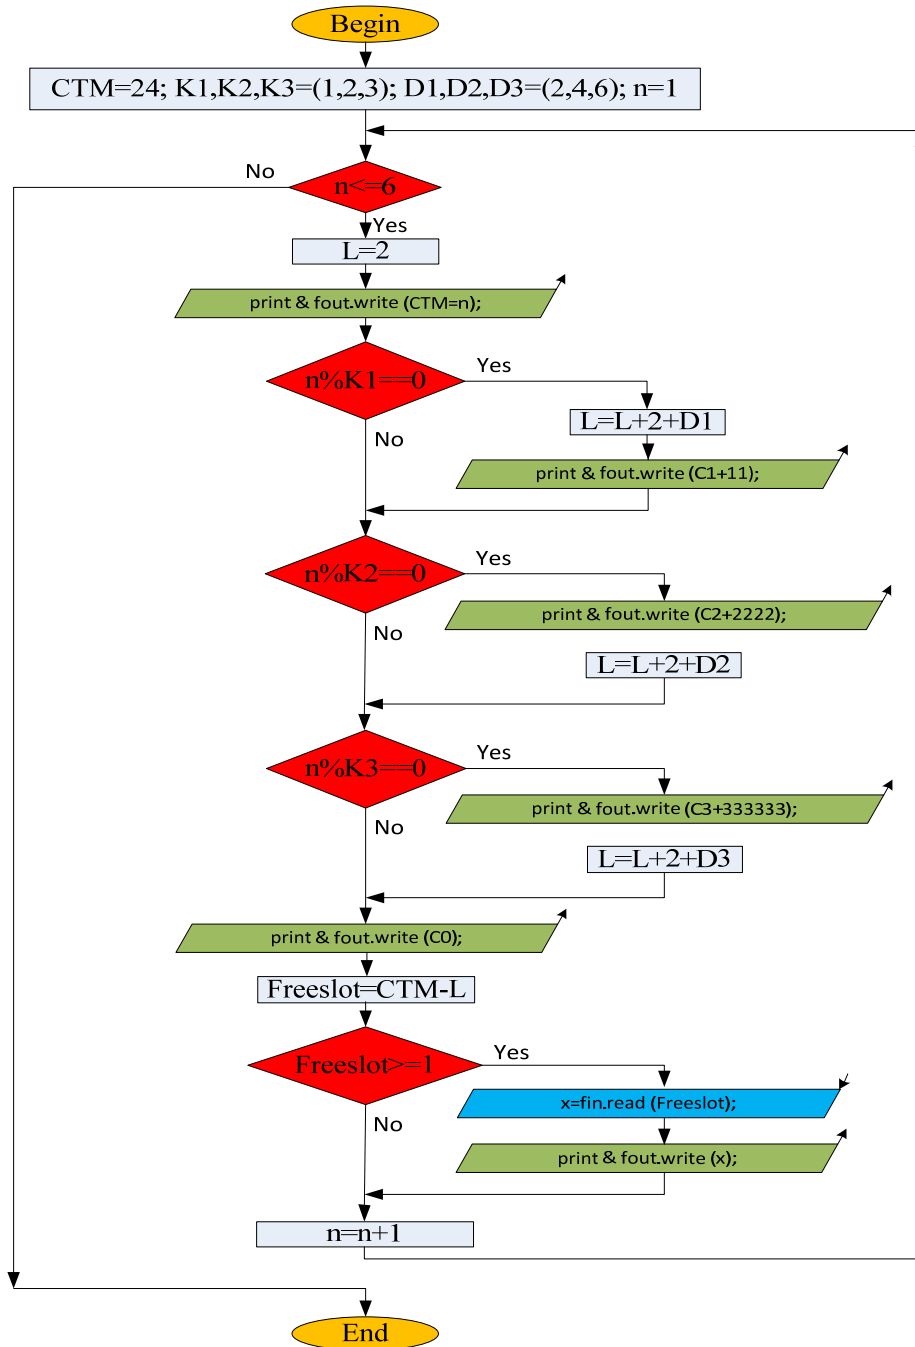 Begin
CTM=24; K1,K2,K3=(1,2,3); D1,D2,D3=(2,4,6); n=1
No
n<=6
Yes
L=2
print & fout.write (CTM=n);
n%K1==0
Yes
L=L+2+D1
No
print & fout.write (C1+11);
n%K2==0
Yes
print & fout.write (C2+2222);
No
L=L+2+D2
n%K3==0
Yes
print & fout.write (C3+333333);
No
L=L+2+D3
print & fout.write (C0);
Freeslot=CTM-L
Freeslot>=1
Yes
x=fin.read (Freeslot);
No
print & fout.write (x);
n=n+1
End